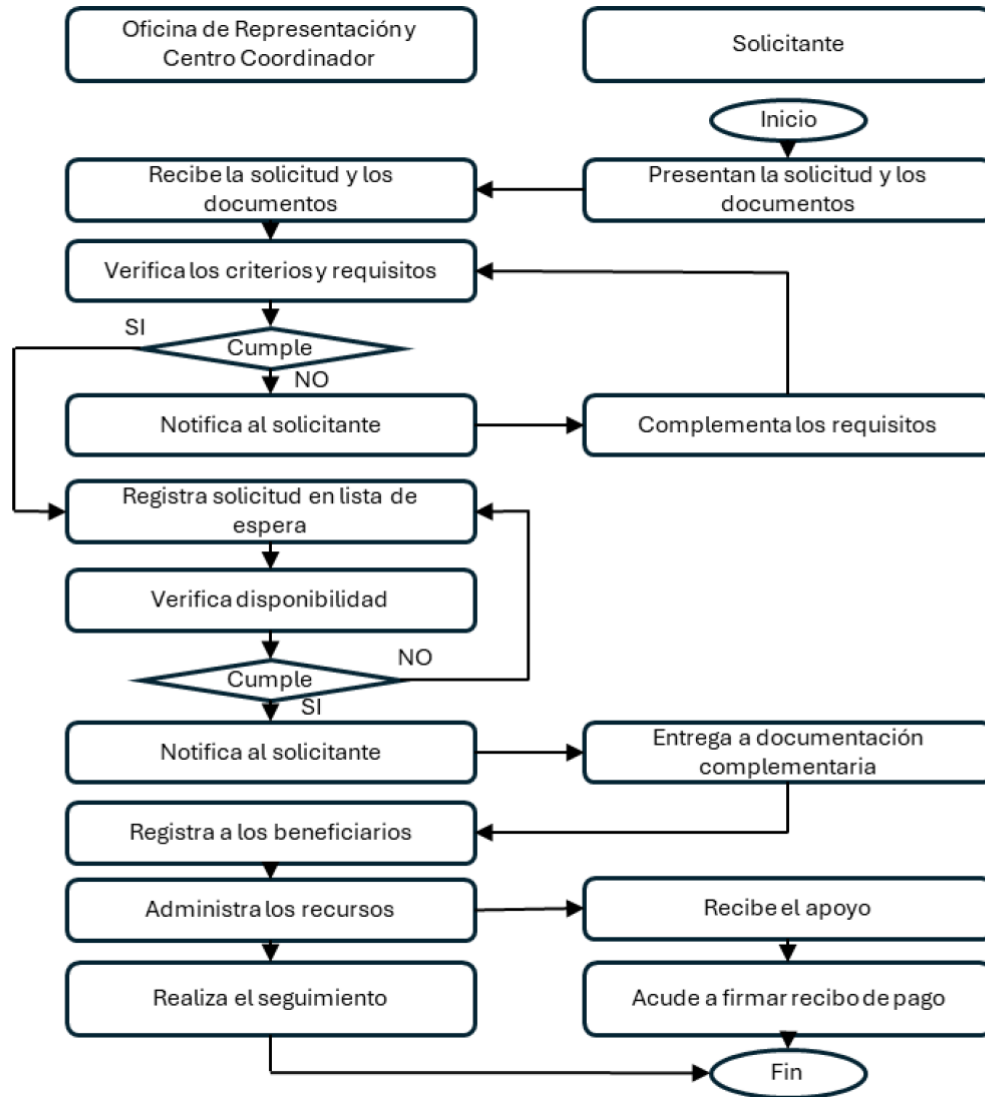 Oficina de Representación y
Centro Coordinador
Solicitante
Inicio
Recibe la solicitud y los
documentos
Presentan la solicitud y los
documentos
Verifica los criterios y requisitos
SI
Cumple
NO
Notifica al solicitante
Complementa los requisitos
Registra solicitud en lista de
espera
Verifica disponibilidad
NO
Cumple
SI
Notifica al solicitante
Entrega a documentación
complementaria
Registra a los beneficiarios
Administra los recursos
Recibe el apoyo
Realiza el seguimiento
Acude a firmar recibo de pago
Fin